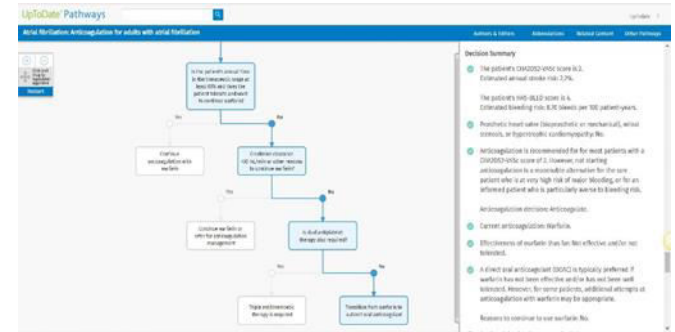 UpToDate® Pathways
Atrial fibrillation: Anticoagulation for adults with atrial fibrillation
Authors & Editors
Abbreviations
Related Content
Other Pathways
Restart
Is the patient's annual time
in the therapeutic range at
least 65% and does the
patient tolerate and want
to continue warfarin?
Yes
No
Continue
anticoagulation with
warfarin
Creatinine clearance
or other reasons
to continue warfarin?
Yes
No
Continue warfarin or
refer for anticoagulation
management
Is dual antiplatelet
therapy also required?
Yes
No
Triple antithrombotic
therapy is required
Transition from warfarin to
a direct oral anticoagulant
Decision Summary
The patient's CHA2DS2-VASc score is
Estimated annual stroke risk:
The patient's HAS-BLED score is 4.
Estimated bleeding risk: 8.70 bleeds per 100 patient-years.
Prosthetic heart valve (bioprosthetic or mechanical), mitral
stenosis, or hypertrophic cardiomyopathy: No.
Anticoagulation is recommended for for most patients with a
CHA2DS2-VASc score of 2. However, not starting
anticoagulation is a reasonable alternative for the rare
patient who is at very high risk of major bleeding, or for an
informed patient who is particularly averse to bleeding risk.
Anticoagulation decision: Anticoagulate.
Current anticoagulation: Warfarin.
Effectiveness of warfarin thus far: Not effective and/or not
tolerated.
A direct oral anticoagulant (DOAC) is typically preferred if
warfarin has not been effective and/or has not been well
tolerated. However, for some patients, additional attempts at
anticoagulation with warfarin may be appropriate.
Reasons to continue to use warfarin: No.